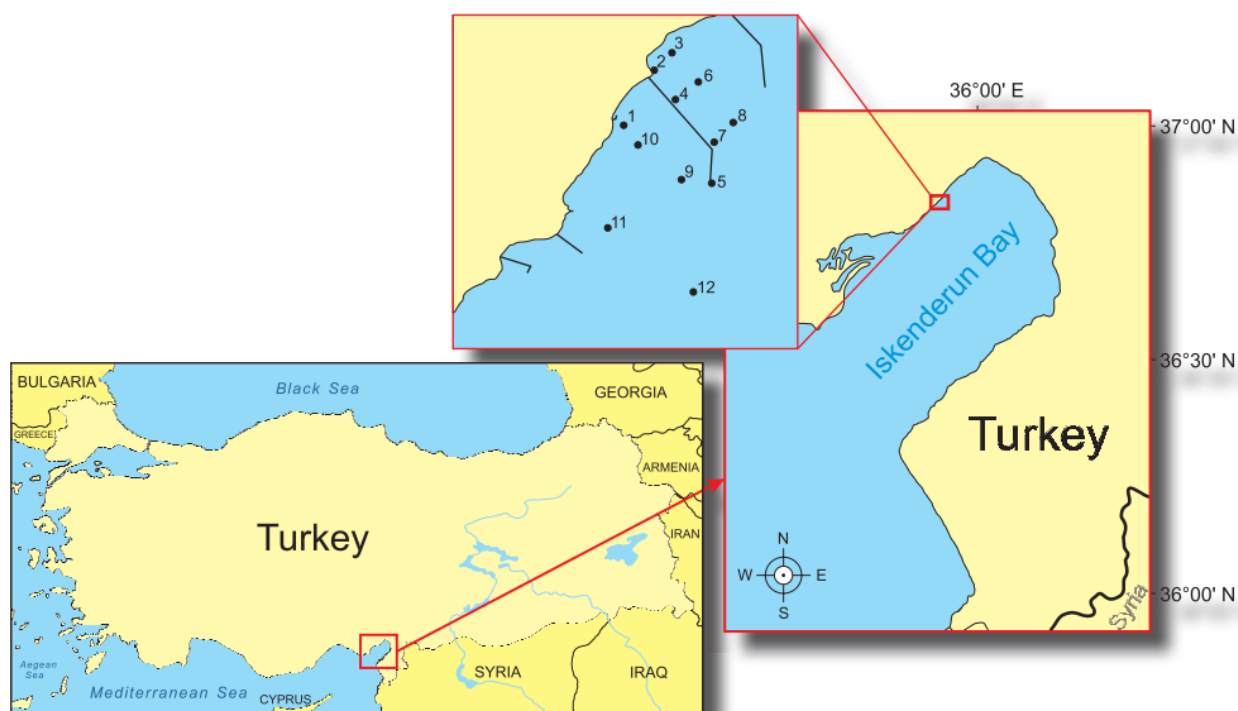 3
2
6
4
1
8
10
7
9
5
11
12
36°00' E
37°00' N
Iskenderun Bay
36°30' N
Turkey
N
W
E
S
36°00' N
Syria
BULGARIA
Black Sea
GEORGIA
GREECE
ARMENIA
Turkey
IRAN
Aegean
Sea
Mediterranean Sea
CYPRUS
SYRIA
IRAQ